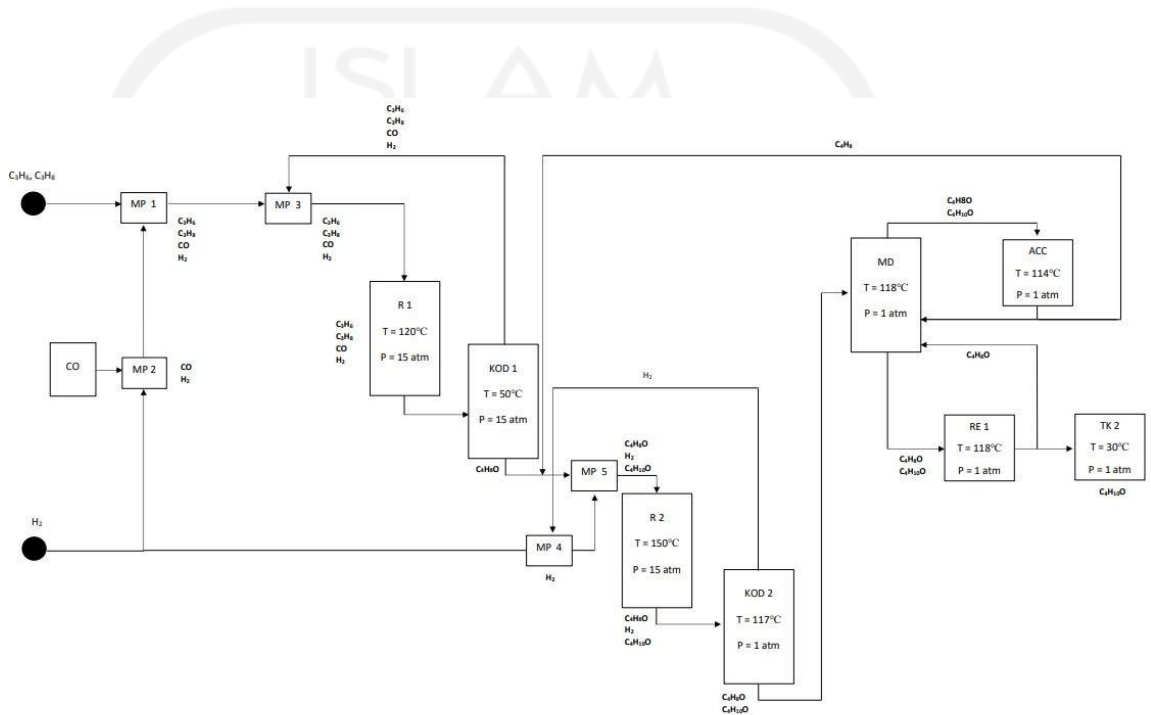 ISLAM
C₃H₆
C₃H₈
CO
H₂
C₄H₈
C₃H₆, C₃H₈
MP 1
MP 3
C₃H₆
C₃H₈
CO
H₂
C₃H₆
C₃H₈
CO
H₂
C₄H8O
C₄H₁₀O
MD
T = 118℃
P = 1 atm
ACC
T = 114℃
P = 1 atm
R 1
T = 120℃
P = 15 atm
C₃H₆
C₃H₈
CO
H₂
CO
MP 2
CO
H₂
KOD 1
T = 50℃
P = 15 atm
C₄H₈O
H₂
C₄H8O
MP 5
C₄H₈O
H₂
C₄H₁₀O
RE 1
T = 118℃
P = 1 atm
C₄H₈O
C₄H₁₀O
TK 2
T = 30℃
P = 1 atm
C₄H₁₀O
R 2
T = 150℃
P = 15 atm
H₂
MP 4
H₂
KOD 2
T = 117℃
P = 1 atm
C₄H8O
H₂
C₄H₁₀O
C₄H₈O
C₄H₁₀O